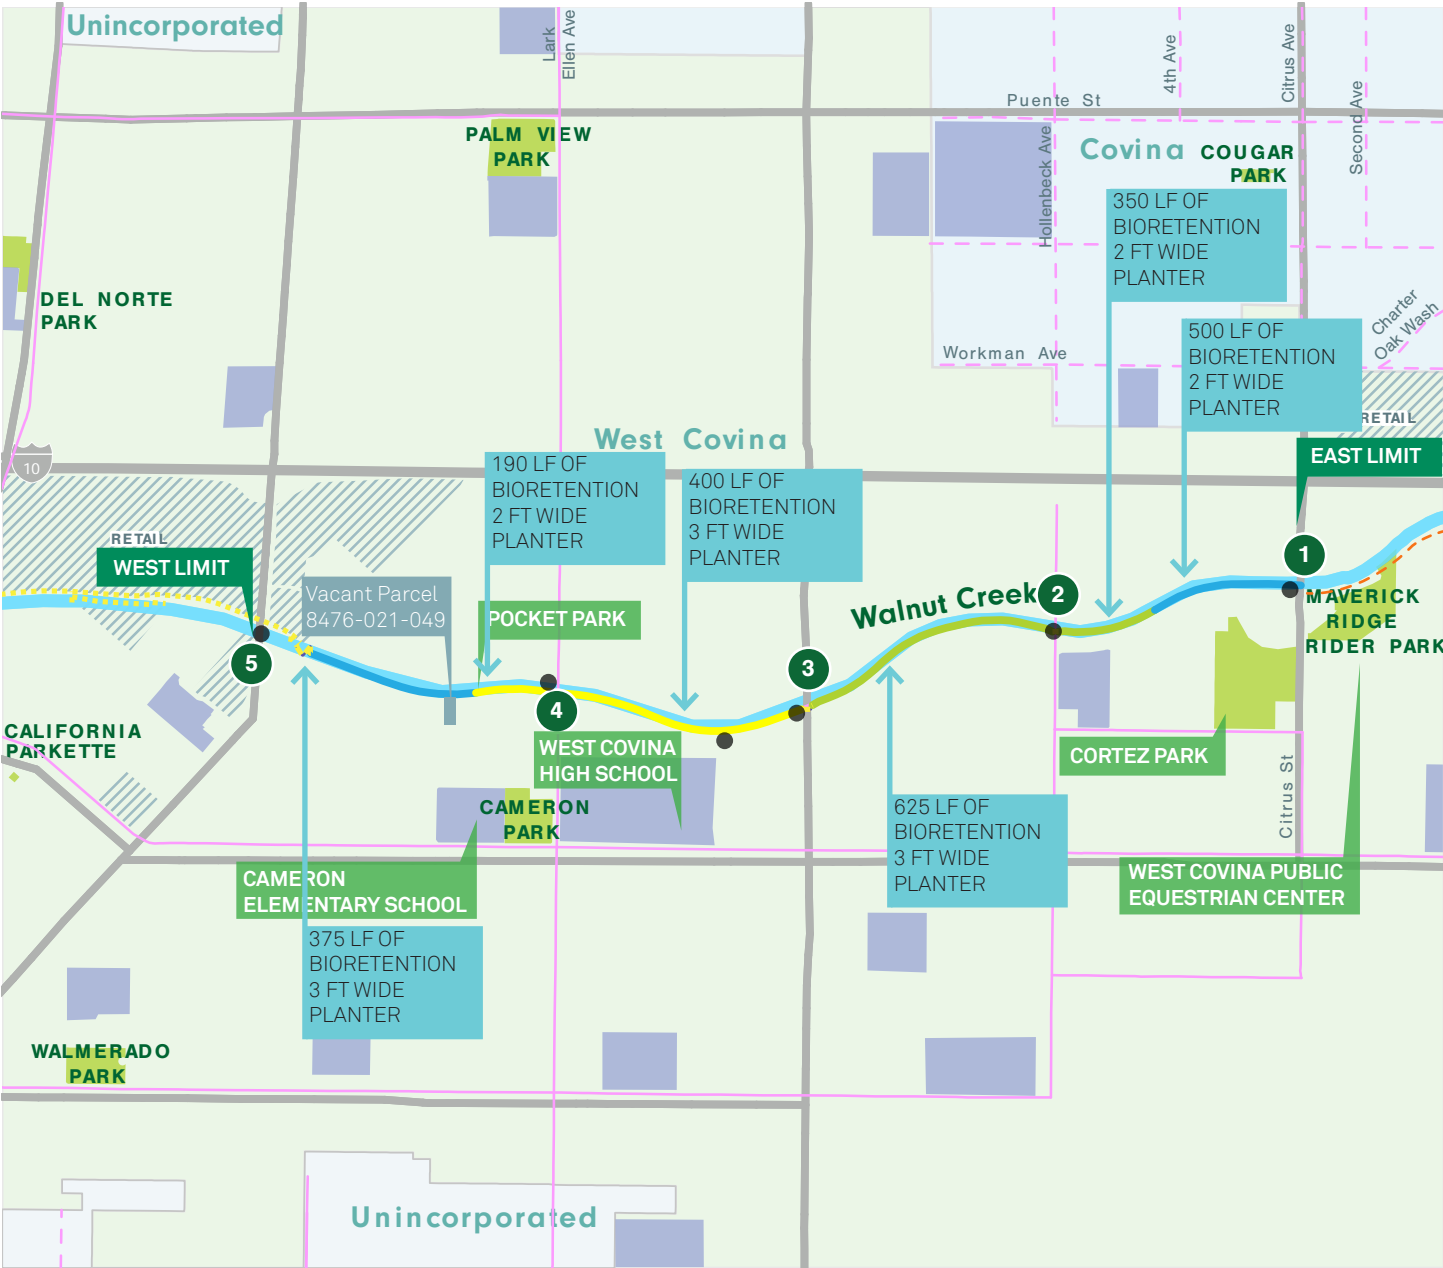 Unincorporated
Lark
Ellen Ave
4th Ave
Citrus Ave
Second Ave
Puente St
PALM VIEW
PARK
Hollenbeck Ave
Covina
COUGAR
PARK
350 LF OF
BIORETENTION
2 FT WIDE
PLANTER
DEL NORTE
PARK
Charter
Oak Wash
500 LF OF
BIORETENTION
2 FT WIDE
PLANTER
Workman Ave
RETAIL
West Covina
EAST LIMIT
10
190 LF OF
BIORETENTION
2 FT WIDE
PLANTER
400 LF OF
BIORETENTION
3 FT WIDE
PLANTER
RETAIL
WEST LIMIT
1
Vacant Parcel
8476-021-049
POCKET PARK
Walnut Creek
2
MAVERICK
RIDGE
RIDER PARK
5
3
4
CALIFORNIA
PARKETTE
WEST COVINA
HIGH SCHOOL
CORTEZ PARK
Citrus St
CAMERON
PARK
625 LF OF
BIORETENTION
3 FT WIDE
PLANTER
CAMERON
ELEMENTARY SCHOOL
WEST COVINA PUBLIC
EQUESTRIAN CENTER
375 LF OF
BIORETENTION
3 FT WIDE
PLANTER
WALMERADO
PARK
Unincorporated